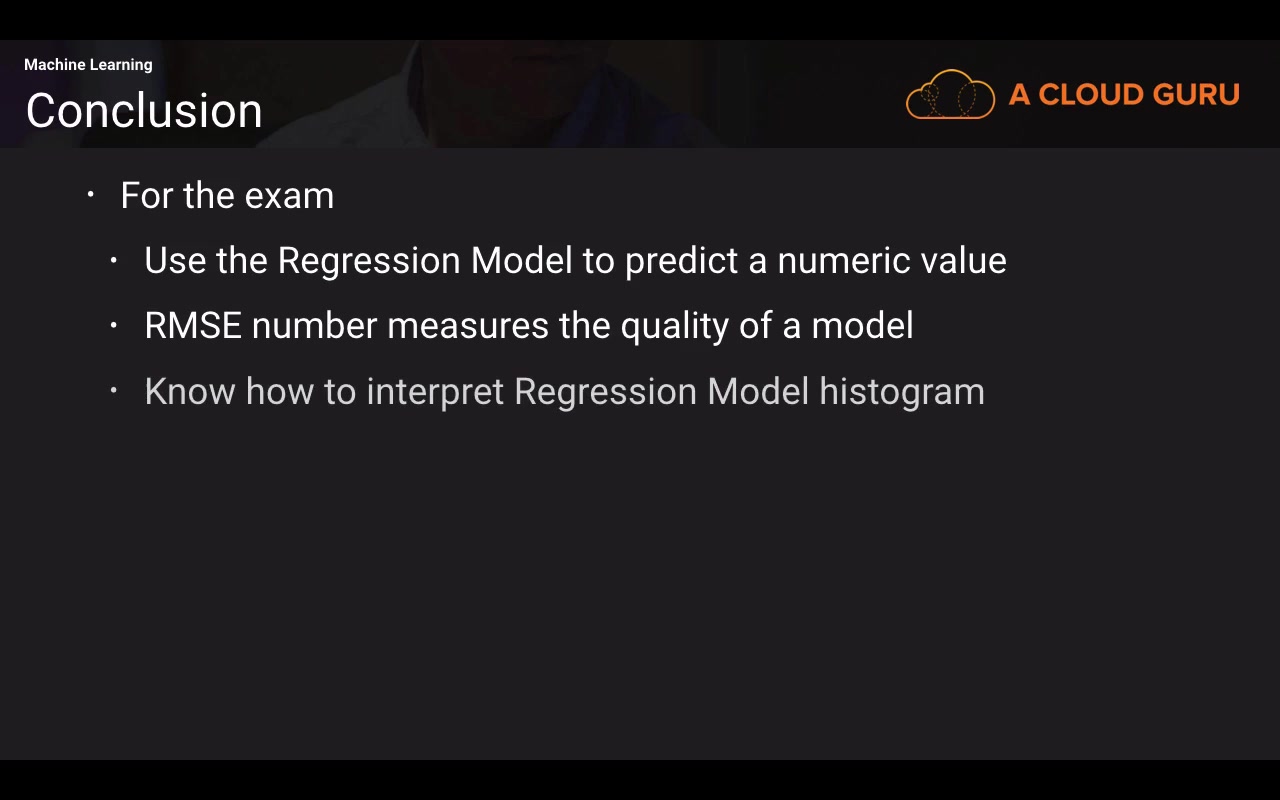 Machine Learning
Conclusion
A CLOUD GURU
• For the exam
• Use the Regression Model to predict a numeric value
• RMSE number measures the quality of a model
• Know how to interpret Regression Model histogram